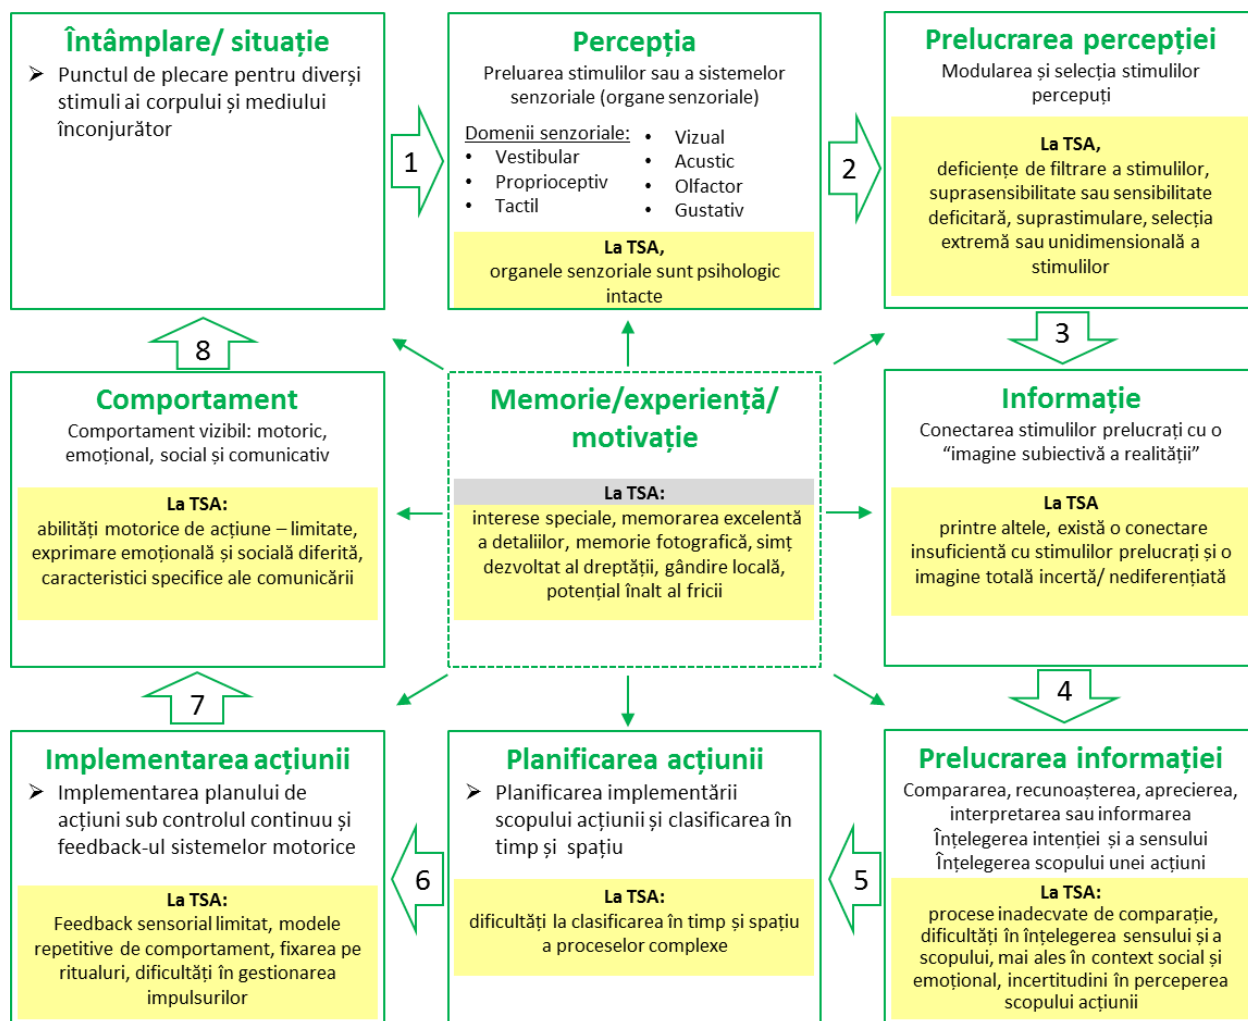 Întâmplare/ situație
➤ Punctul de plecare pentru diverși
stimuli ai corpului și mediului
înconjurător
1
Percepția
Preluarea stimulilor sau a sistemelor
senzoriale (organe senzoriale)
Domenii senzoriale:
• Vestibular
• Proprioceptiv
• Tactil
• Vizual
• Acustic
• Olfactor
• Gustativ
La TSA,
organele senzoriale sunt psihologic
intacte
2
Prelucrarea percepției
Modularea și selecția stimulilor
percepuți
La TSA,
deficiențe de filtrare a stimulilor,
suprasensibilitate sau sensibilitate
deficitară, suprastimulare, selecția
extremă sau unidimensională a
stimulilor
8
3
Comportament
Comportament vizibil: motoric,
emoțional, social și comunicativ
La TSA:
abilități motorice de acțiune – limitate,
exprimare emoțională și socială diferită,
caracteristici specifice ale comunicării
Memorie/experiență/
motivație
La TSA:
interese speciale, memorarea excelentă
a detaliilor, memorie fotografică, simț
dezvoltat al dreptății, gândire locală,
potențial înalt al fricii
Informație
Conectarea stimulilor prelucrați cu o
“imagine subiectivă a realității”
La TSA
printre altele, există o conectare
insuficientă cu stimulilor prelucrați și o
imagine totală incertă/ nediferențiată
7
4
Implementarea acțiunii
➤ Implementarea planului de
acțiuni sub controlul continuu și
feedback-ul sistemelor motorice
La TSA:
Feedback sensorial limitat, modele
repetitive de comportament, fixarea pe
ritualuri, dificultăți în gestionarea
impulsurilor
6
Planificarea acțiunii
➤ Planificarea implementării
scopului acțiunii și clasificarea în
timp și spațiu
La TSA:
dificultăți la clasificarea în timp și spațiu
a proceselor complexe
5
Prelucrarea informației
Compararea, recunoașterea, aprecierea,
interpretarea sau informarea
Înțelegerea intenției și a sensului
Înțelegerea scopului unei acțiuni
La TSA:
procese inadecvate de comparație,
dificultăți în înțelegerea sensului și a
scopului, mai ales în context social și
emoțional, incertitudini în perceperea
scopului acțiunii